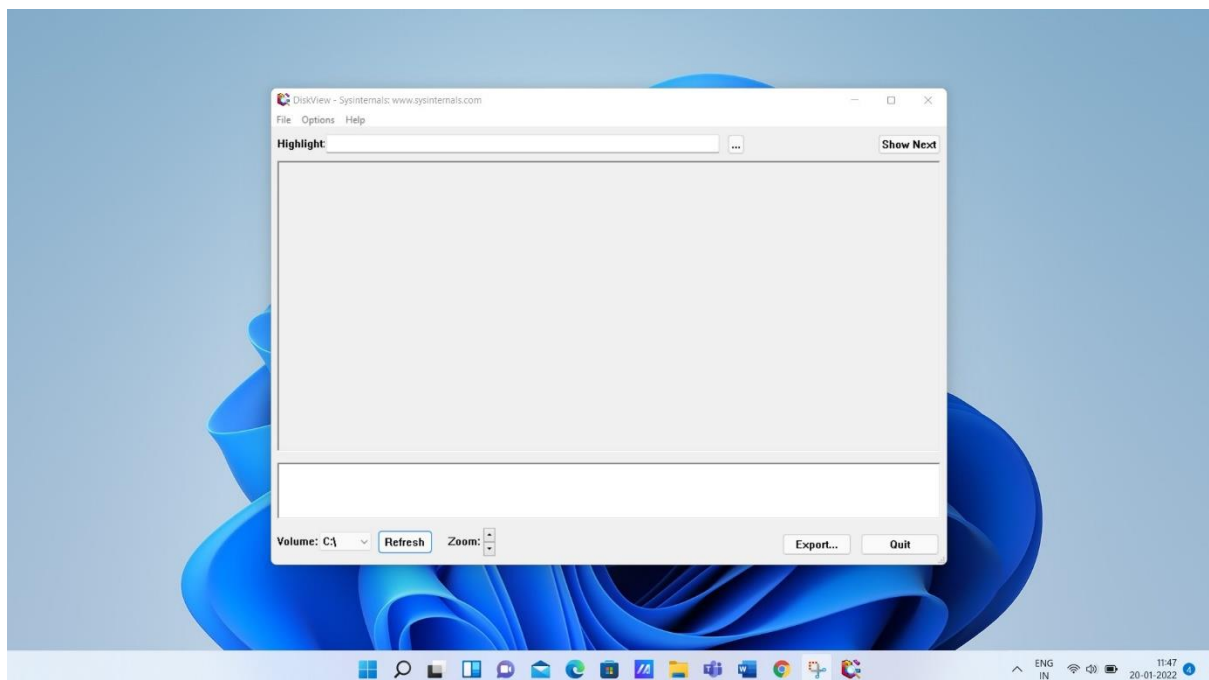 DiskView - Sysinternals: www.sysinternals.com
File Options Help
Highlight: ... Show Next
Volume: C:\ Refresh Zoom: Export... Quit
ENG
IN
11:47
20-01-2022
4